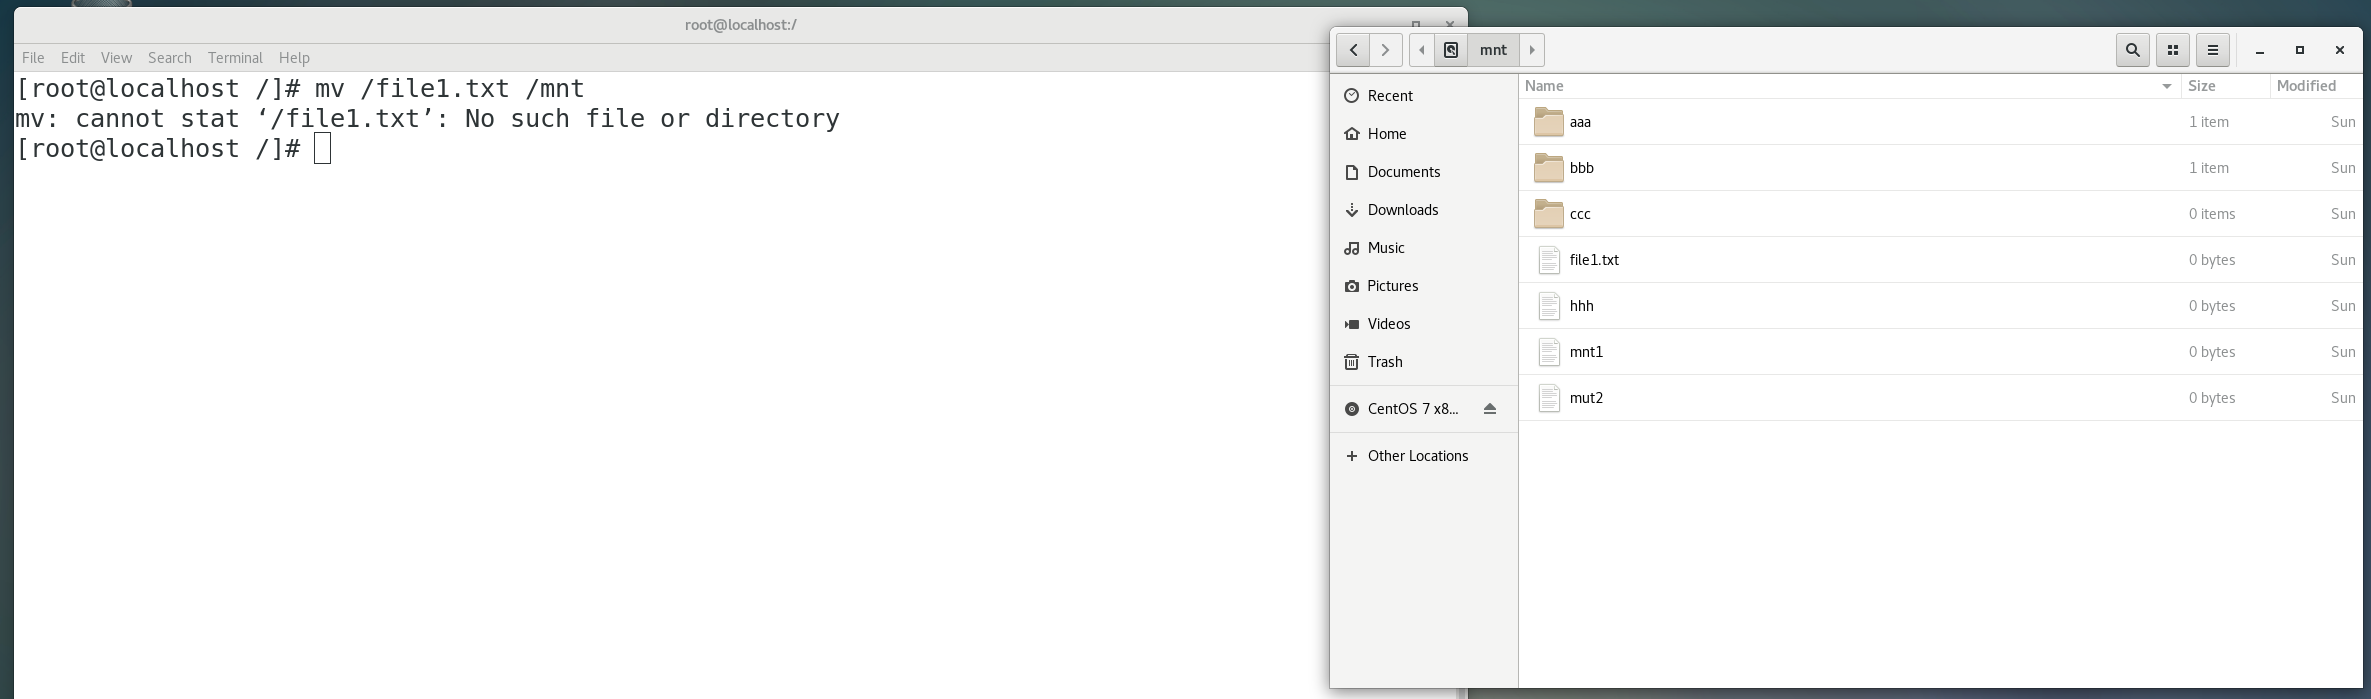 root@localhost:/
File Edit View Search Terminal Help
[root@localhost /]# mv /file1.txt /mnt
mv: cannot stat ‘/file1.txt’: No such file or directory
[root@localhost /]#
mnt
Recent
Home
Documents
Downloads
Music
Pictures
Videos
Trash
CentOS 7 x8...
Other Locations
Name Size Modified
aaa 1 item Sun
bbb 1 item Sun
ccc 0 items Sun
file1.txt 0 bytes Sun
hhh 0 bytes Sun
mnt1 0 bytes Sun
mut2 0 bytes Sun